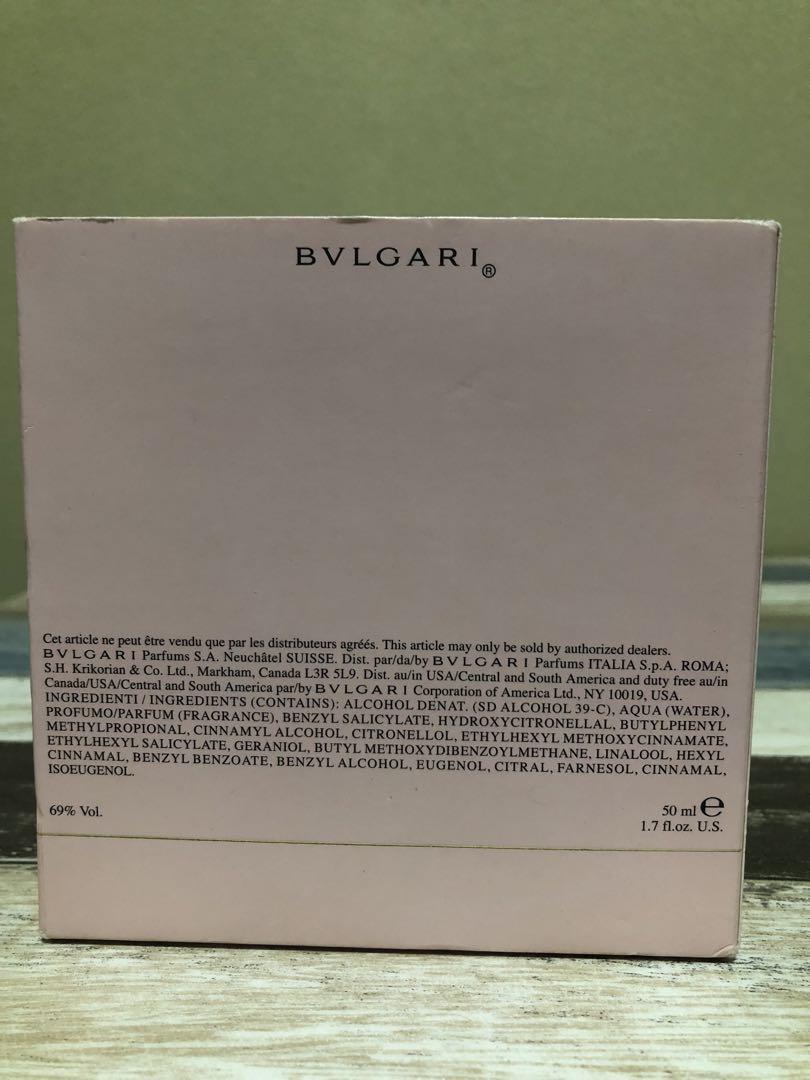 BVLGARI®
Cet article ne peut être vendu que par les distributeurs agréés. This article may only be sold by authorized dealers.
BVLGARI Parfums S.A. Neuchâtel SUISSE. Dist. par/da/by BVLGARI Parfums ITALIA S.p.A. ROMA;
S.H. Krikorian & Co. Ltd., Markham, Canada L3R 5L9. Dist. au/in USA/Central and South America and duty free au/in
Canada/USA/Central and South America par/by BVLGARI Corporation of America Ltd., NY 10019, USA.
INGREDIENTI / INGREDIENTS (CONTAINS): ALCOHOL DENAT. (SD ALCOHOL 39-C), AQUA (WATER),
PROFUMO/PARFUM (FRAGRANCE), BENZYL SALICYLATE, HYDROXYCITRONELLAL, BUTYLPHENYL
METHYLPROPIONAL, CINNAMYL ALCOHOL, CITRONELLOL, ETHYLHEXYL METHOXYCINNAMATE,
ETHYLHEXYL SALICYLATE, GERANIOL, BUTYL METHOXYDIBENZOYLMETHANE, LINALOOL, HEXYL
CINNAMAL, BENZYL BENZOATE, BENZYL ALCOHOL, EUGENOL, CITRAL, FARNESOL, CINNAMAL,
ISOEUGENOL.
69% Vol.
50 ml ℮
1.7 fl.oz. U.S.